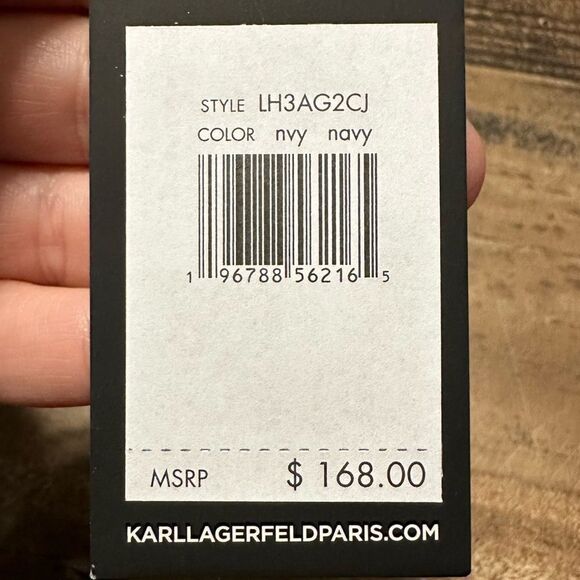 STYLE LH3AG2CJ
COLOR nvy navy
1 96788 56216 5
MSRP $ 168.00
KARLLAGERFELDPARIS.COM